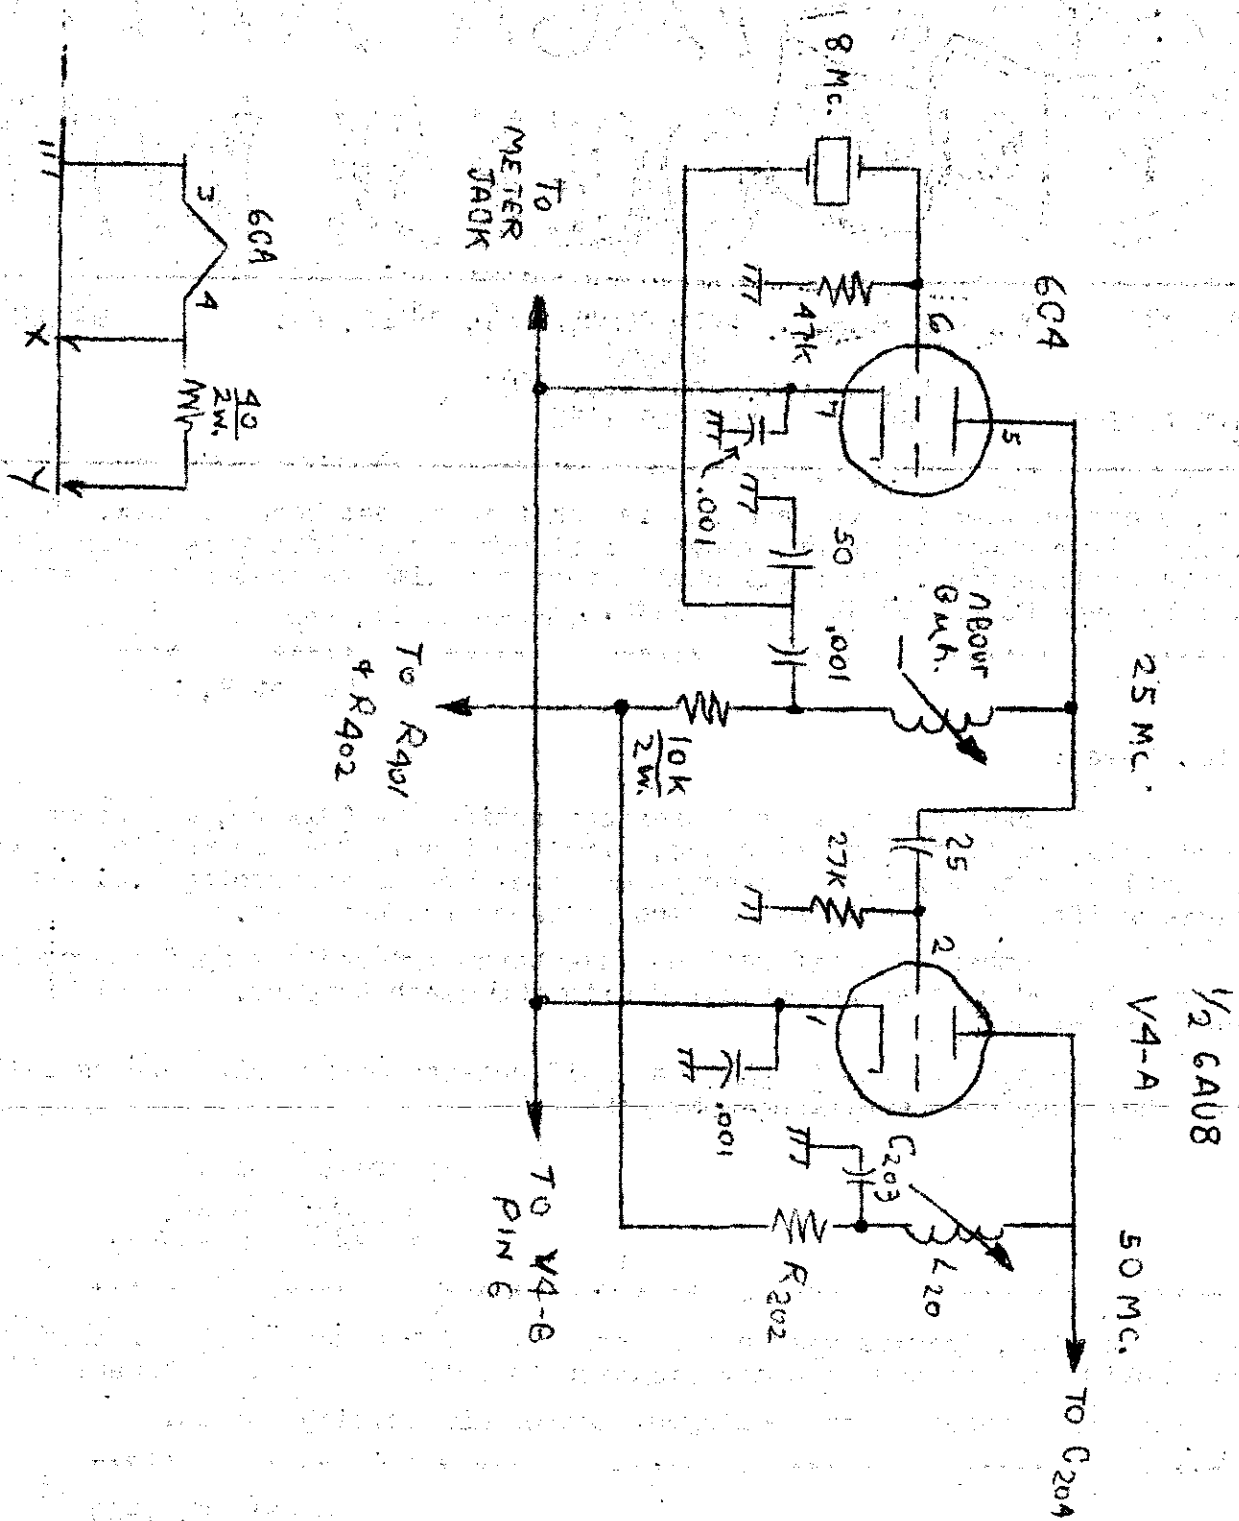 6CA
25 Mc.
1/2 6AU8
V4-A
50 Mc.
TO C204
8 Mc.
6
5
47K
7
.001
50
.001
ABOUT
8 Mh.
10K
2W.
25
27K
2
1
.001
C203
L20
R202
TO
METER
JACK
TO R401
& R402
TO V4-B
PIN 6
6CA
3
4
40
2W.
X
Y